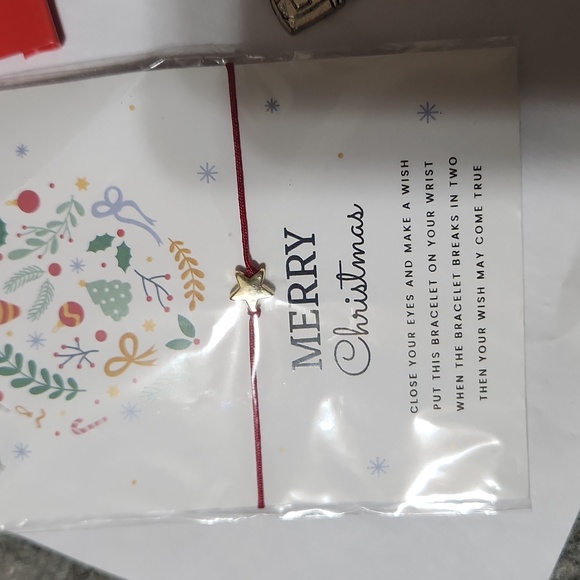 MERRY
Christmas
CLOSE YOUR EYES AND MAKE A WISH
PUT THIS BRACELET ON YOUR WRIST
WHEN THE BRACELET BREAKS IN TWO
THEN YOUR WISH MAY COME TRUE